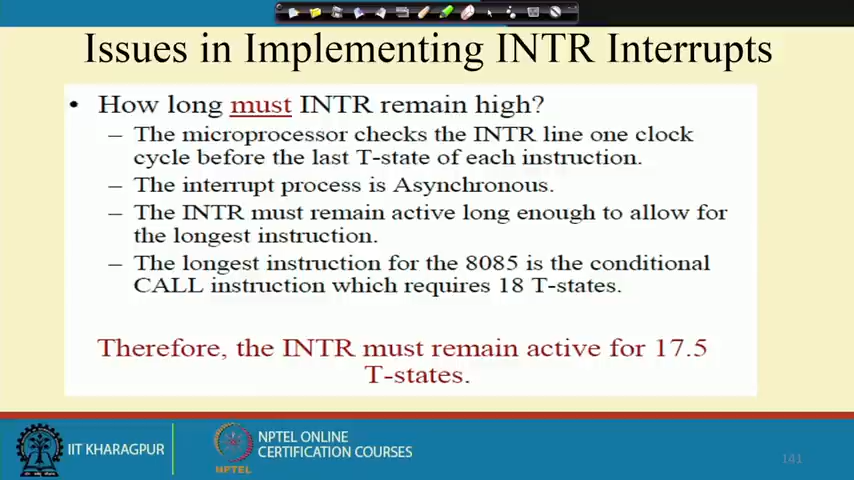 Issues in Implementing INTR Interrupts
• How long must INTR remain high?
– The microprocessor checks the INTR line one clock
cycle before the last T-state of each instruction.
– The interrupt process is Asynchronous.
– The INTR must remain active long enough to allow for
the longest instruction.
– The longest instruction for the 8085 is the conditional
CALL instruction which requires 18 T-states.
Therefore, the INTR must remain active for 17.5
T-states.
IIT KHARAGPUR
NPTEL
NPTEL ONLINE
CERTIFICATION COURSES
141